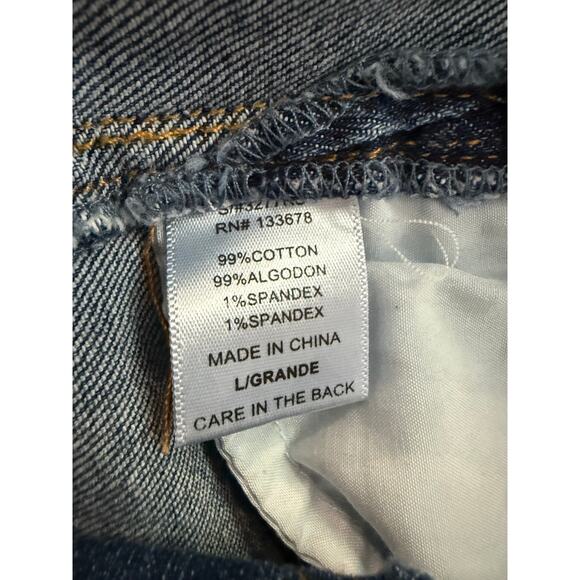 RN# 133678
99%COTTON
99%ALGODON
1%SPANDEX
1%SPANDEX
MADE IN CHINA
L/GRANDE
CARE IN THE BACK